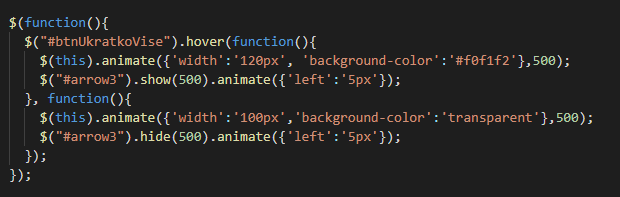 $(function(){
$("#btnUkratkoVise").hover(function(){
$(this).animate({'width':'120px', 'background-color':'#f0f1f2'},500);
$("#arrow3").show(500).animate({'left':'5px'});
}, function(){
$(this).animate({'width':'100px','background-color':'transparent'},500);
$("#arrow3").hide(500).animate({'left':'5px'});
});
});